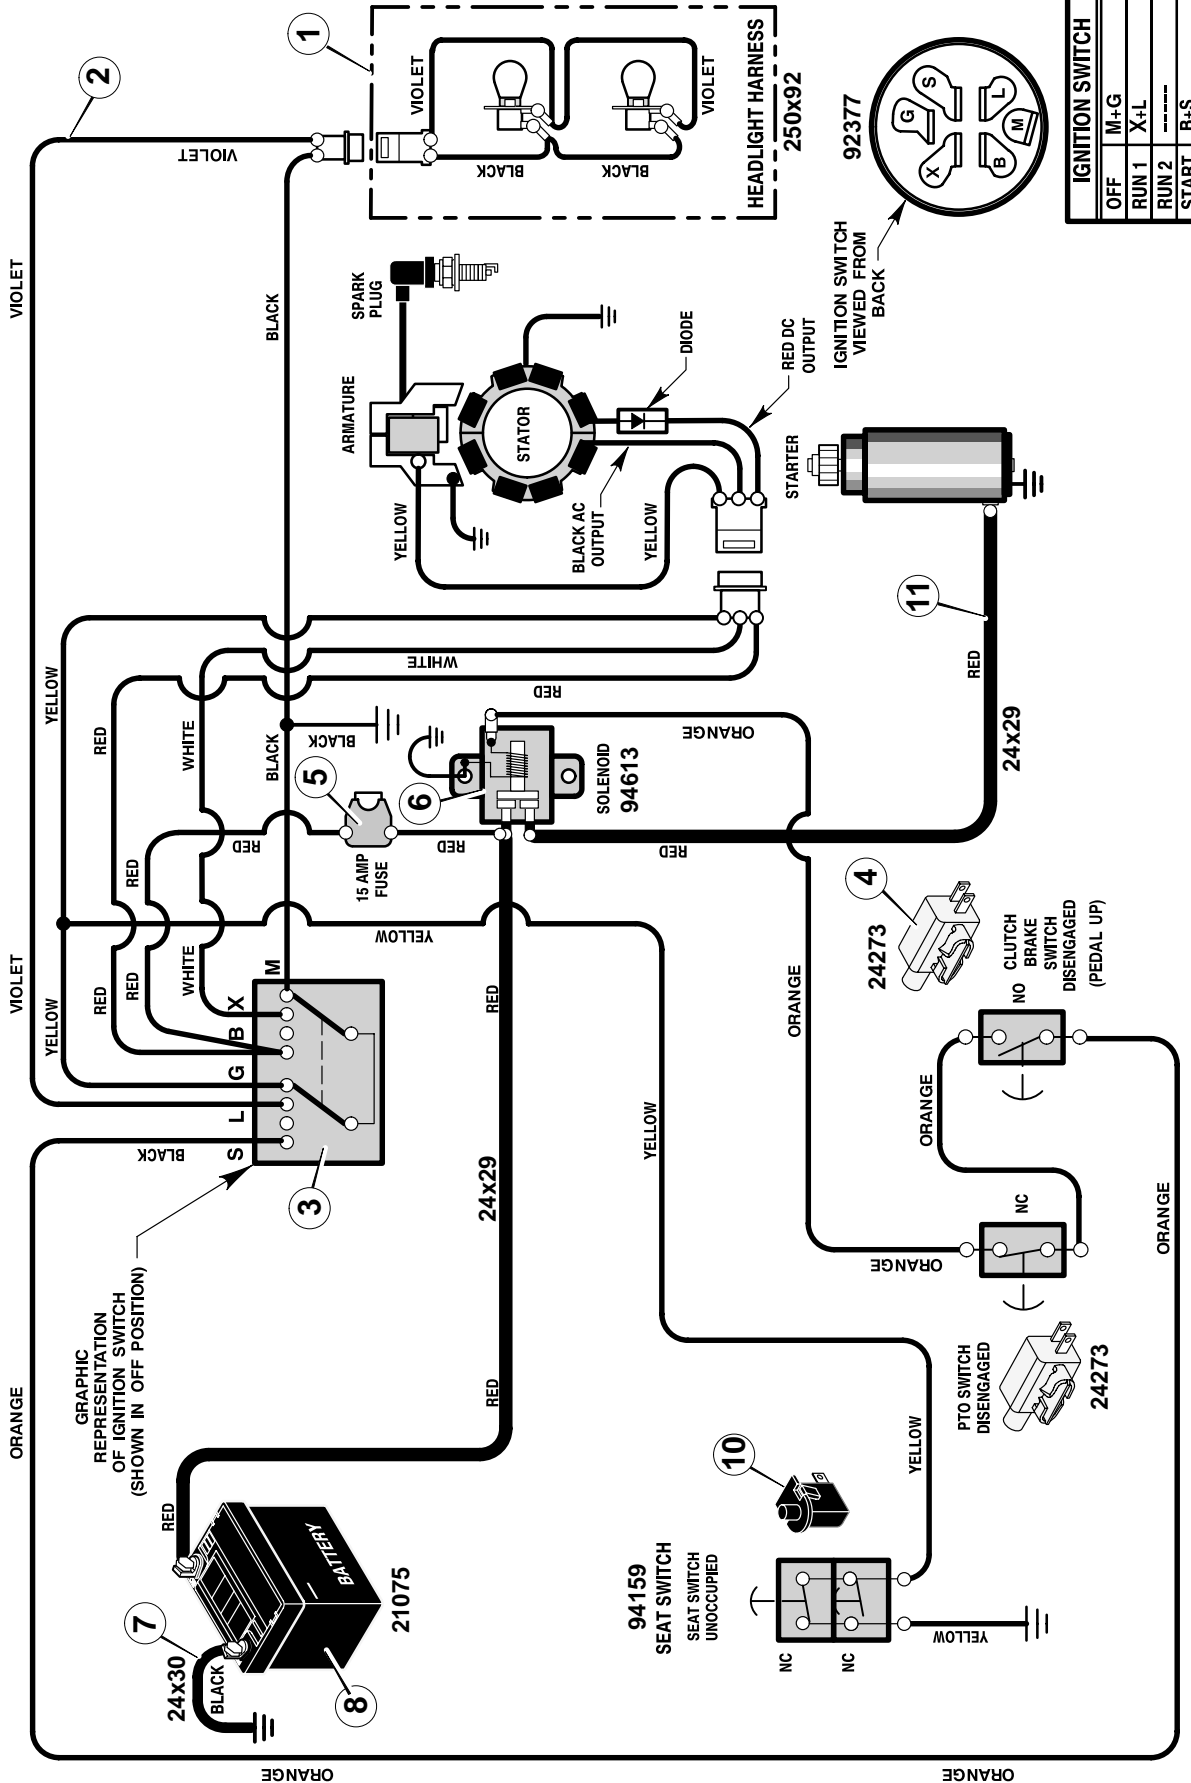 ORANGE
VIOLET
VIOLET
GRAPHIC
REPRESENTATION
OF IGNITION SWITCH
(SHOWN IN OFF POSITION)
BLACK
YELLOW
RED
RED
WHITE
RED
YELLOW
RED
WHITE
BLACK
BLACK
VIOLET
2
1
VIOLET
BLACK
BLACK
VIOLET
HEADLIGHT HARNESS
250x92
S
L
G
B
X
M
3
RED
15 AMP
FUSE
5
RED
BLACK
6
SOLENOID
94613
ORANGE
WHITE
RED
YELLOW
ARMATURE
SPARK
PLUG
STATOR
DIODE
BLACK AC
OUTPUT
YELLOW
RED DC
OUTPUT
7
24x30
BLACK
RED
BATTERY
8
21075
RED
24x29
RED
YELLOW
RED
YELLOW
ORANGE
STARTER
11
RED
24x29
IGNITION SWITCH
VIEWED FROM
BACK
92377
X
G
S
B
M
L
10
94159
SEAT SWITCH
SEAT SWITCH
UNOCCUPIED
NC
NC
YELLOW
YELLOW
PTO SWITCH
DISENGAGED
24273
ORANGE
NC
ORANGE
4
24273
NO
CLUTCH
BRAKE
SWITCH
DISENGAGED
(PEDAL UP)
ORANGE
ORANGE
ORANGE
IGNITION SWITCH
OFF M+G
RUN 1 X+L
RUN 2 -----
START B+S